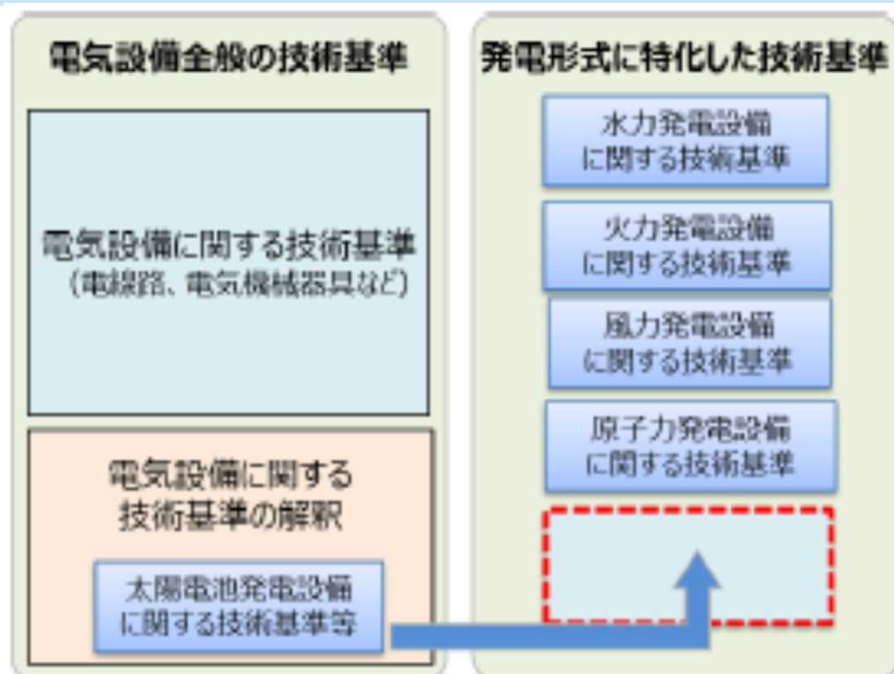 電気設備全般の技術基準
電気設備に関する技術基準
（電線路、電気機械器具など）
電気設備に関する
技術基準の解釈
太陽電池発電設備
に関する技術基準等
発電形式に特化した技術基準
水力発電設備
に関する技術基準
火力発電設備
に関する技術基準
風力発電設備
に関する技術基準
原子力発電設備
に関する技術基準